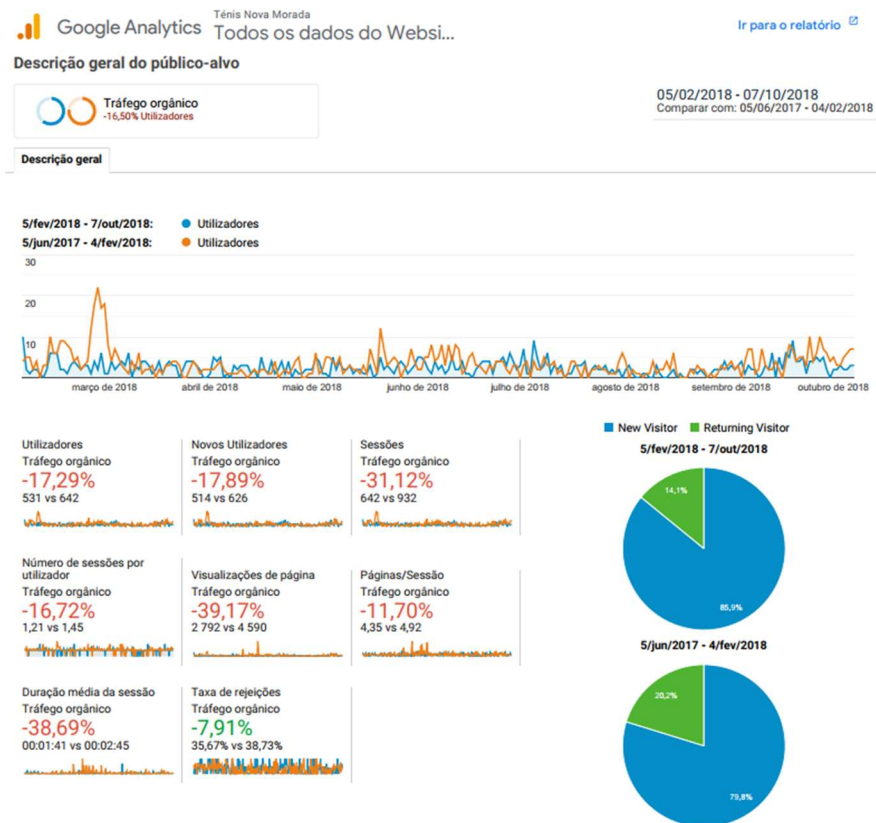 Google Analytics
Ténis Nova Morada
Todos os dados do Websi...
Ir para o relatório
Descrição geral do público-alvo
Tráfego orgânico
-16,50% Utilizadores
05/02/2018 - 07/10/2018
Comparar com: 05/06/2017 - 04/02/2018
Descrição geral
5/fev/2018 - 7/out/2018: Utilizadores
5/jun/2017 - 4/fev/2018: Utilizadores
30
20
10
março de 2018 abril de 2018 maio de 2018 junho de 2018 julho de 2018 agosto de 2018 setembro de 2018 outubro de 2018
Utilizadores
Tráfego orgânico
-17,29%
531 vs 642
Novos Utilizadores
Tráfego orgânico
-17,89%
514 vs 626
Sessões
Tráfego orgânico
-31,12%
642 vs 932
Número de sessões por
utilizador
Tráfego orgânico
-16,72%
1,21 vs 1,45
Visualizações de página
Tráfego orgânico
-39,17%
2 792 vs 4 590
Páginas/Sessão
Tráfego orgânico
-11,70%
4,35 vs 4,92
Duração média da sessão
Tráfego orgânico
-38,69%
00:01:41 vs 00:02:45
Taxa de rejeições
Tráfego orgânico
-7,91%
35,67% vs 38,73%
New Visitor Returning Visitor
5/fev/2018 - 7/out/2018
14,1%
85,9%
5/jun/2017 - 4/fev/2018
20,2%
79,8%